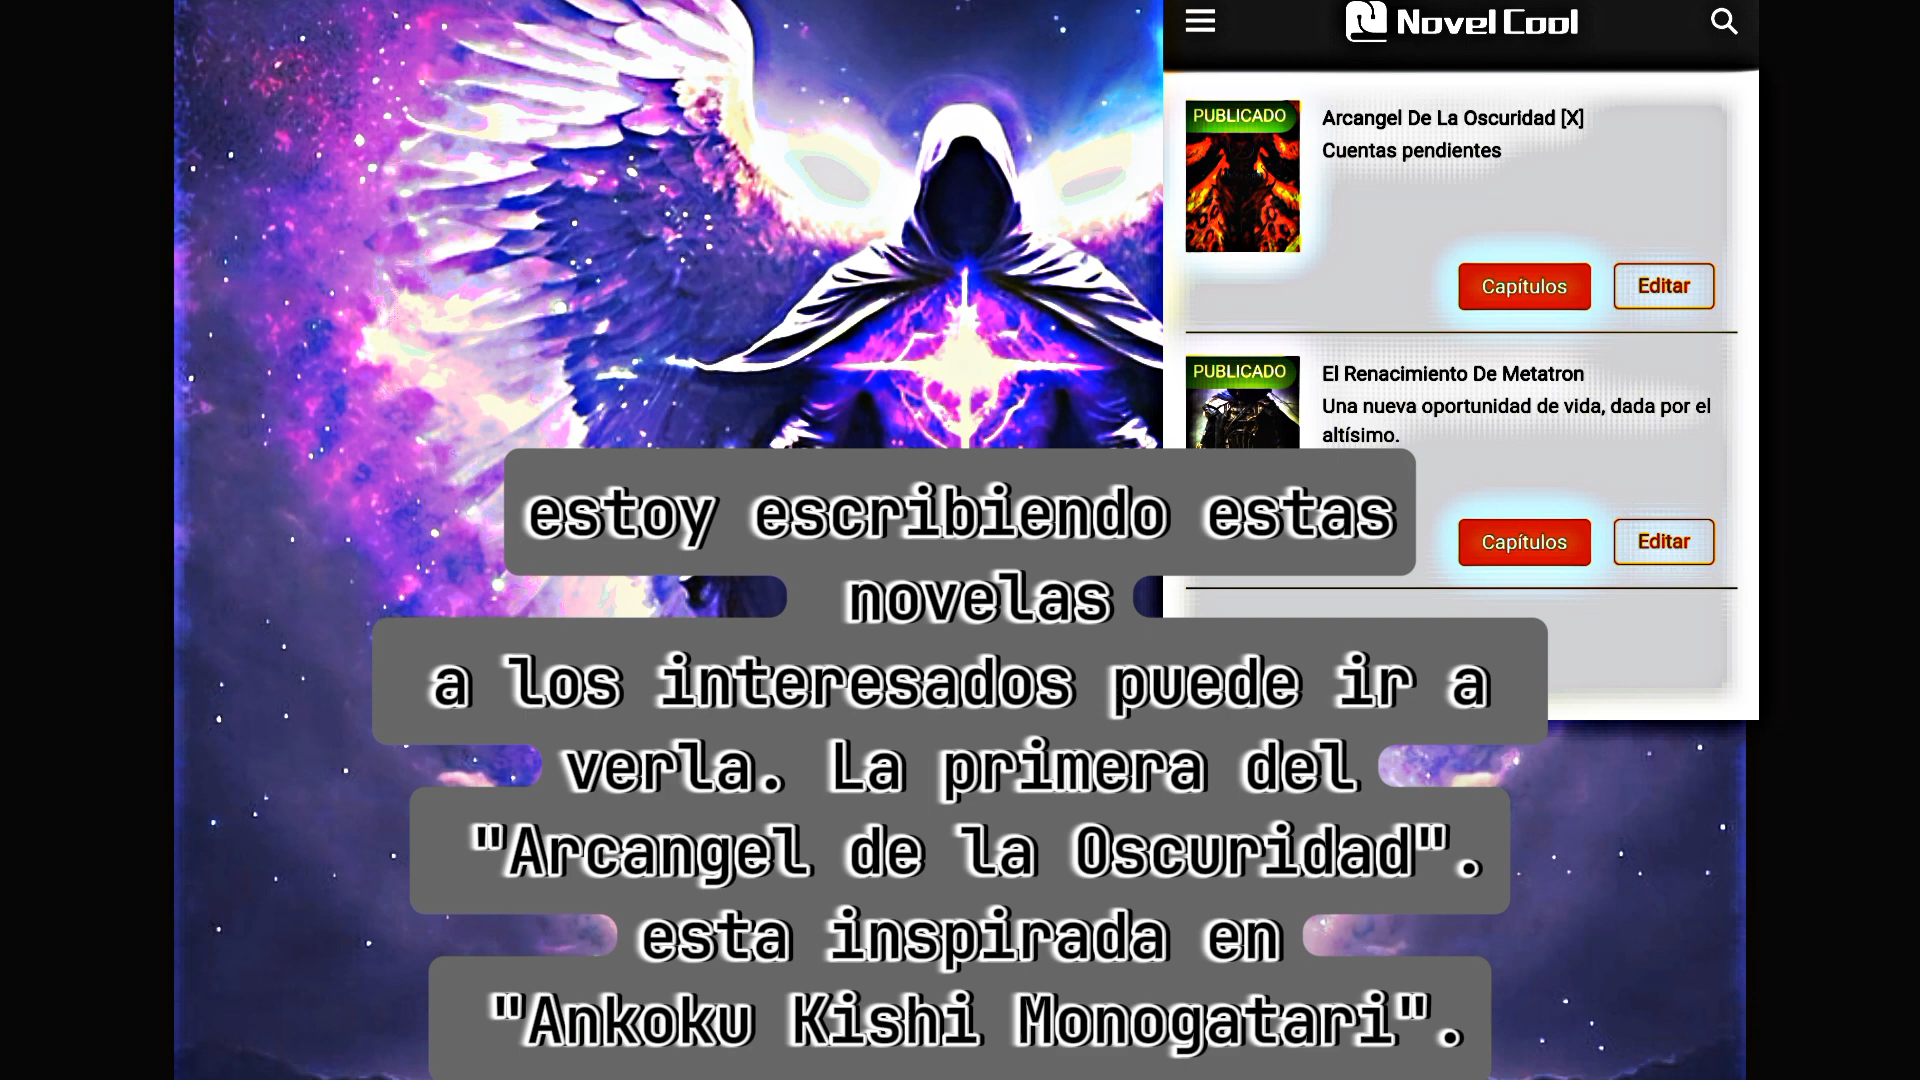 Novel Cool
PUBLICADO
Arcangel De La Oscuridad [X]
Cuentas pendientes
Capítulos
Editar
PUBLICADO
El Renacimiento De Metatron
Una nueva oportunidad de vida, dada por el
altísimo.
Capítulos
Editar
estoy escribiendo estas
novelas
a los interesados puede ir a
verla. La primera del
"Arcangel de la Oscuridad".
esta inspirada en
"Ankoku Kishi Monogatari".